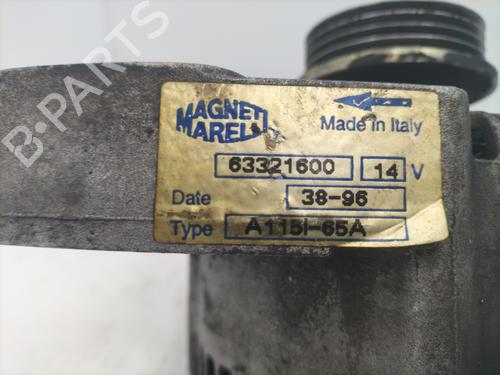 MAGNETI
MARELLI
Made in Italy
63321600 14 V
Date 38-96
Type A115I-65A
B-PARTS